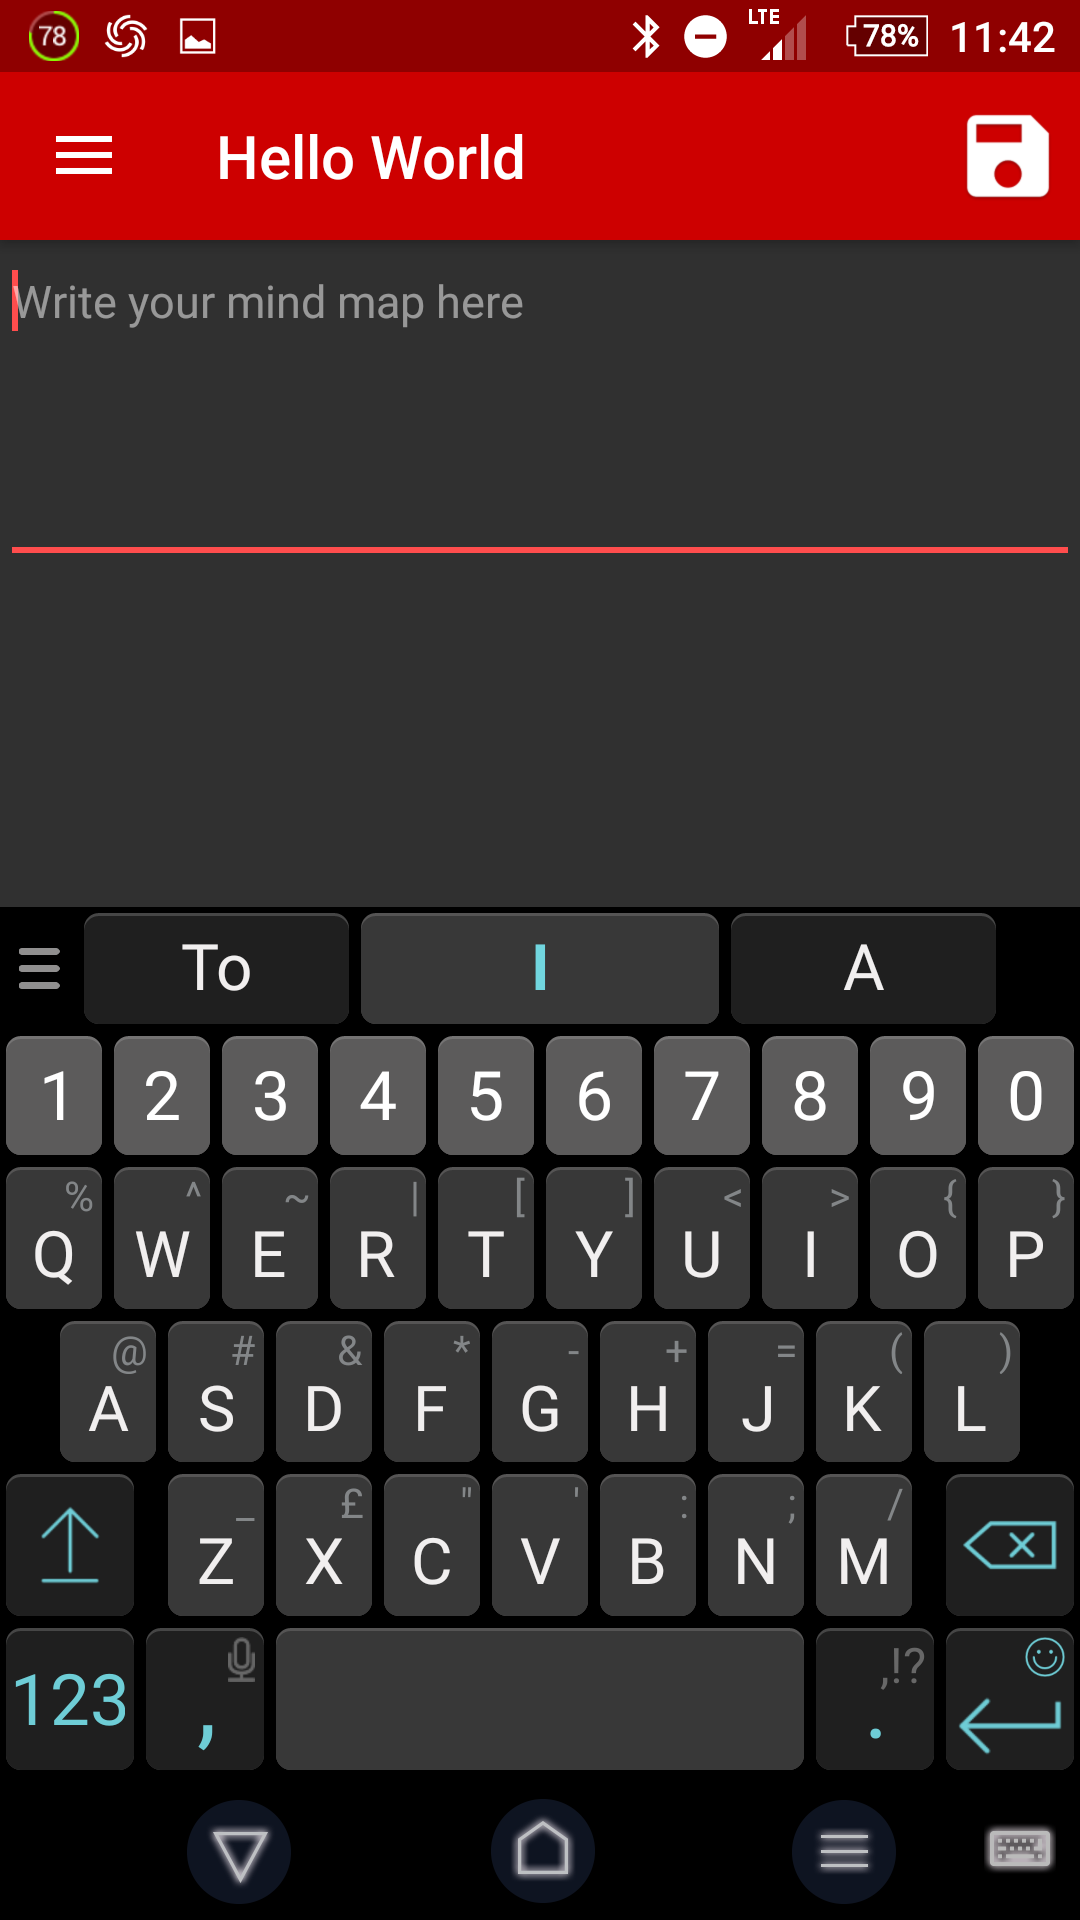 78 LTE 78% 11:42
Hello World
Write your mind map here
To I A
1 2 3 4 5 6 7 8 9 0
% ^ ~ | [ ] < > { }
Q W E R T Y U I O P
@ # & * - + = ( )
A S D F G H J K L
_ £ " ' : ; /
Z X C V B N M
,!?
123 , .